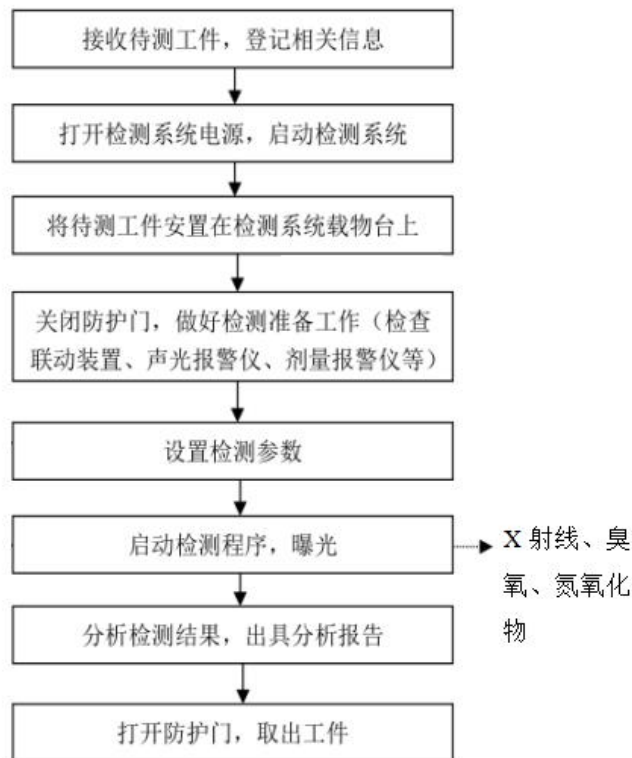 接收待测工件，登记相关信息
打开检测系统电源，启动检测系统
将待测工件安置在检测系统载物台上
关闭防护门，做好检测准备工作（检查
联动装置、声光报警仪、剂量报警仪等）
设置检测参数
启动检测程序，曝光
X 射线、臭
氧、氮氧化
物
分析检测结果，出具分析报告
打开防护门，取出工件